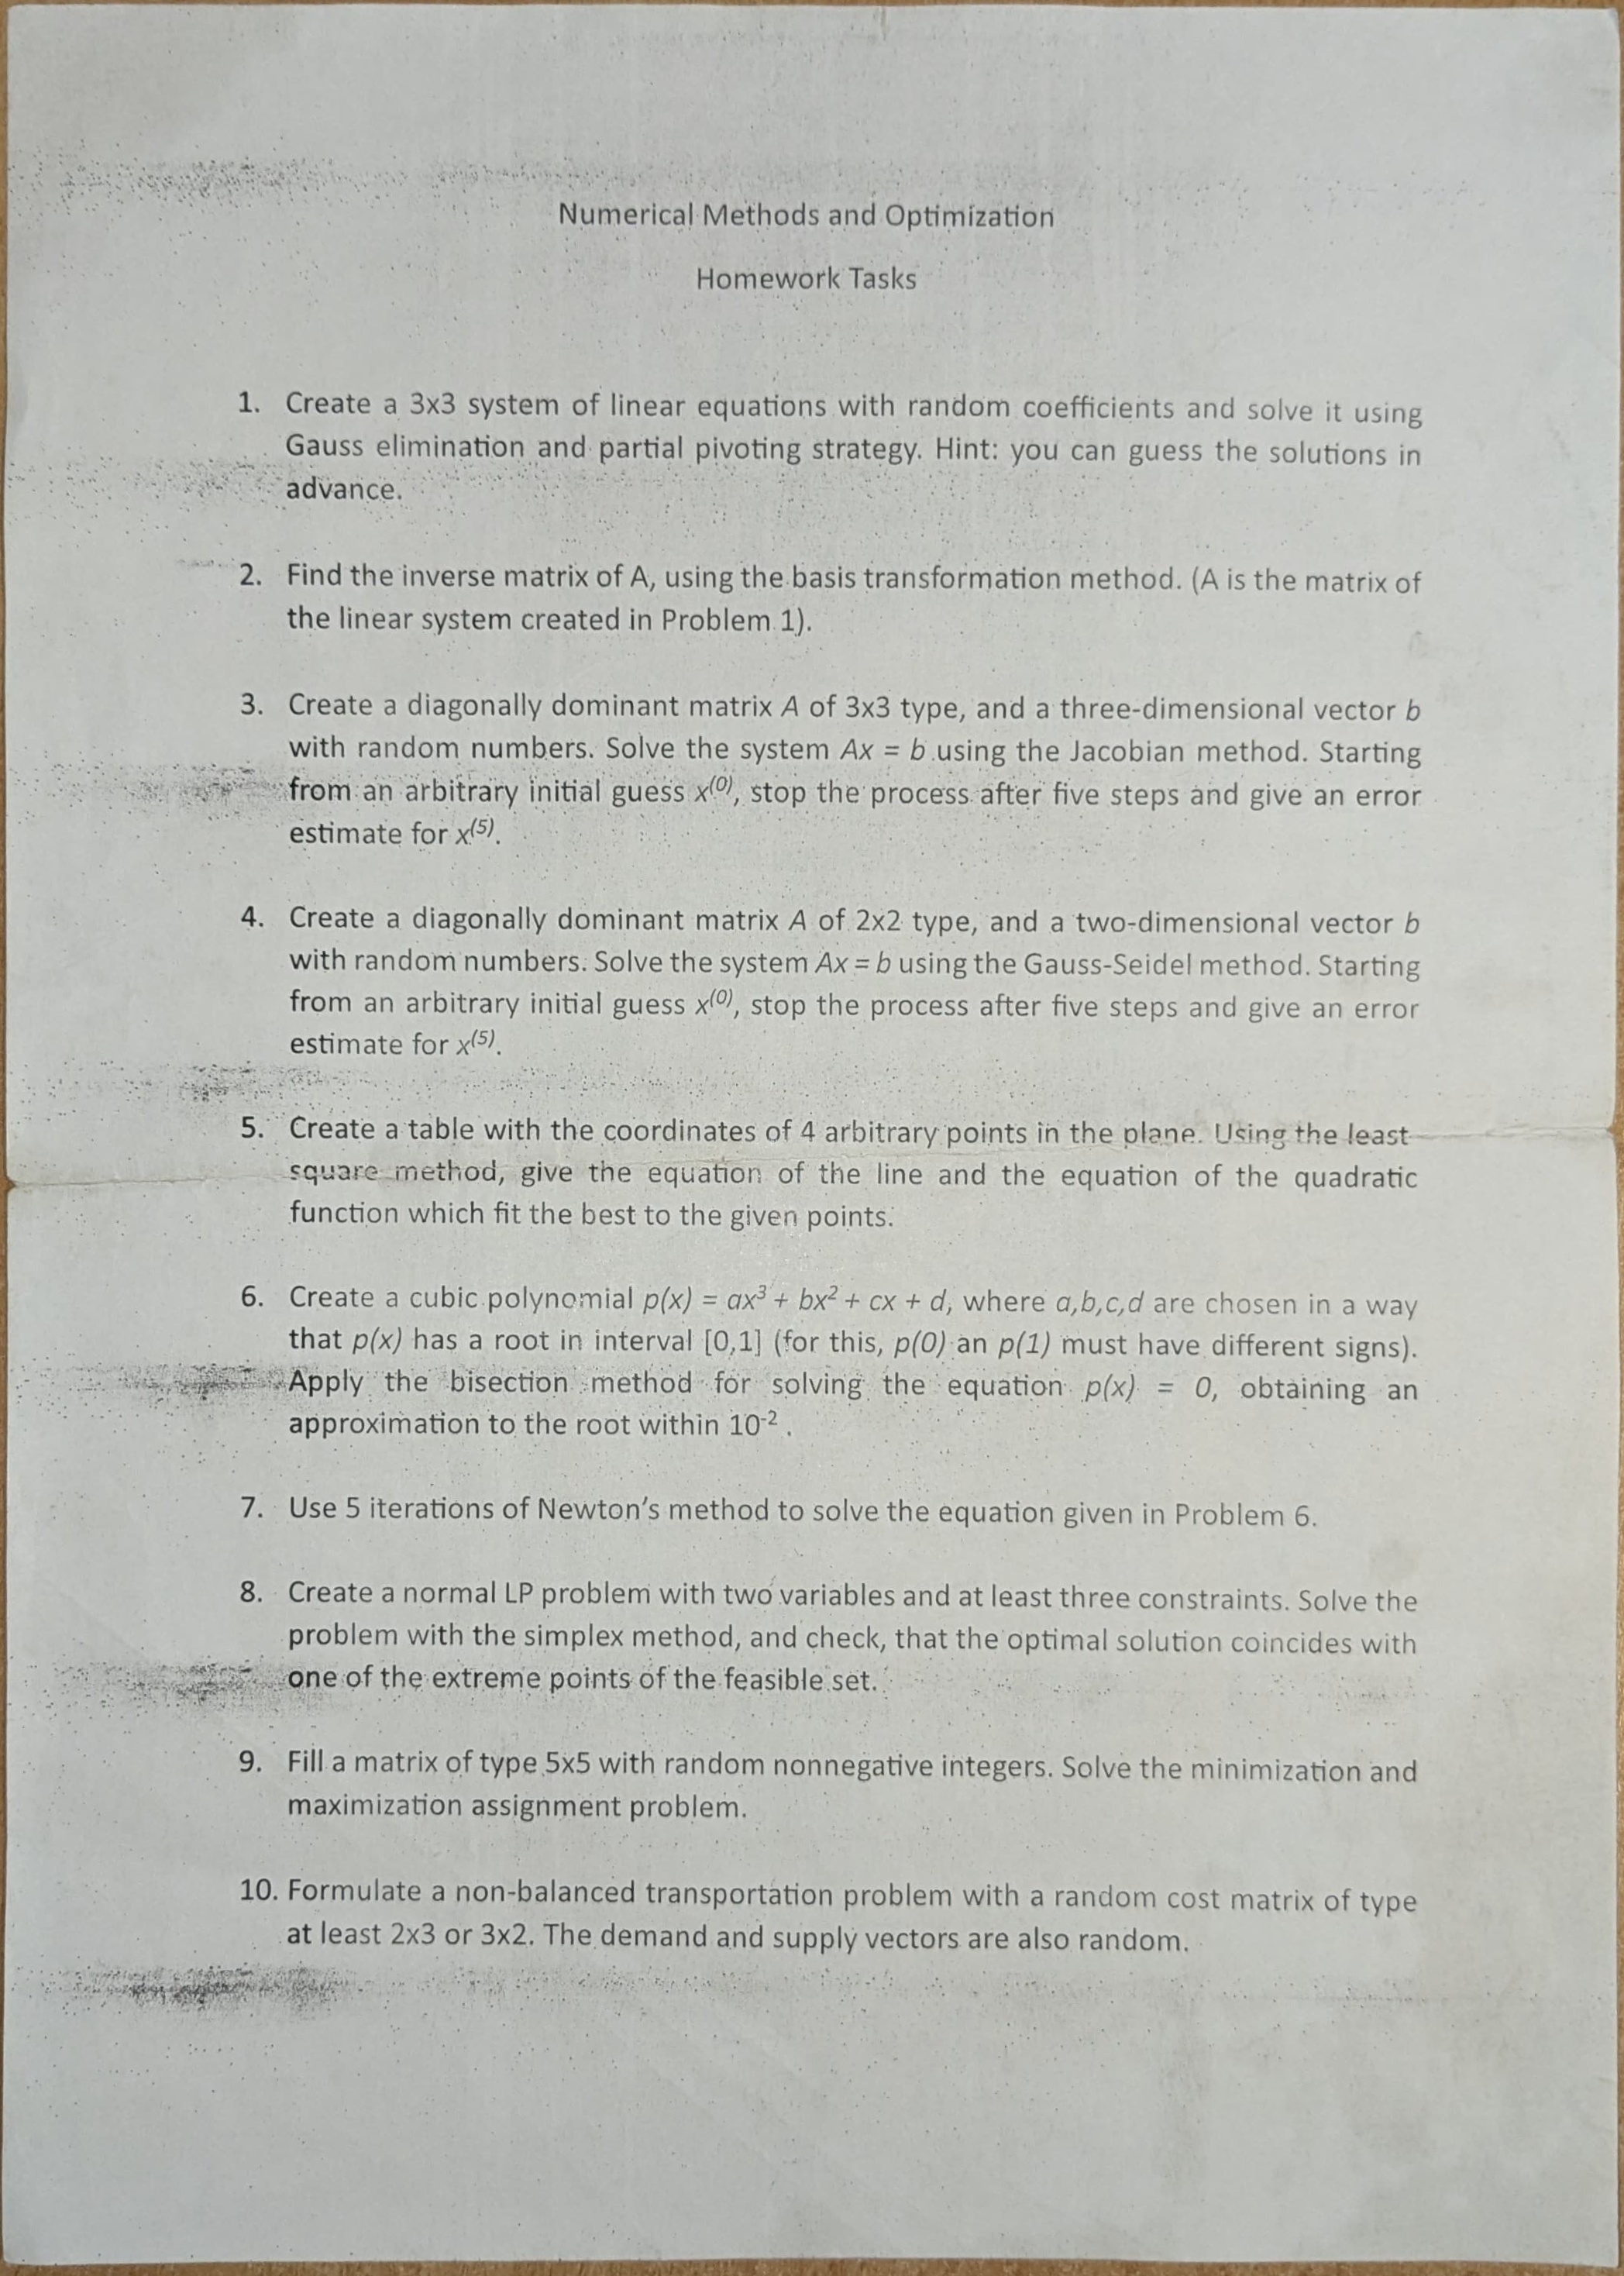 Numerical Methods and Optimization
Homework Tasks
1. Create a 3x3 system of linear equations with random coefficients and solve it using
Gauss elimination and partial pivoting strategy. Hint: you can guess the solutions in
advance.
2. Find the inverse matrix of A, using the basis transformation method. (A is the matrix of
the linear system created in Problem 1).
3. Create a diagonally dominant matrix A of 3x3 type, and a three-dimensional vector b
with random numbers. Solve the system Ax = b using the Jacobian method. Starting
from an arbitrary initial guess x⁽⁰⁾, stop the process after five steps and give an error
estimate for x⁽⁵⁾.
4. Create a diagonally dominant matrix A of 2x2 type, and a two-dimensional vector b
with random numbers. Solve the system Ax = b using the Gauss-Seidel method. Starting
from an arbitrary initial guess x⁽⁰⁾, stop the process after five steps and give an error
estimate for x⁽⁵⁾.
5. Create a table with the coordinates of 4 arbitrary points in the plane. Using the least
square method, give the equation of the line and the equation of the quadratic
function which fit the best to the given points.
6. Create a cubic polynomial p(x) = ax³ + bx² + cx + d, where a,b,c,d are chosen in a way
that p(x) has a root in interval [0,1] (for this, p(0) an p(1) must have different signs).
Apply the bisection method for solving the equation p(x) = 0, obtaining an
approximation to the root within 10⁻² .
7. Use 5 iterations of Newton's method to solve the equation given in Problem 6.
8. Create a normal LP problem with two variables and at least three constraints. Solve the
problem with the simplex method, and check, that the optimal solution coincides with
one of the extreme points of the feasible set.
9. Fill a matrix of type 5x5 with random nonnegative integers. Solve the minimization and
maximization assignment problem.
10. Formulate a non-balanced transportation problem with a random cost matrix of type
at least 2x3 or 3x2. The demand and supply vectors are also random.